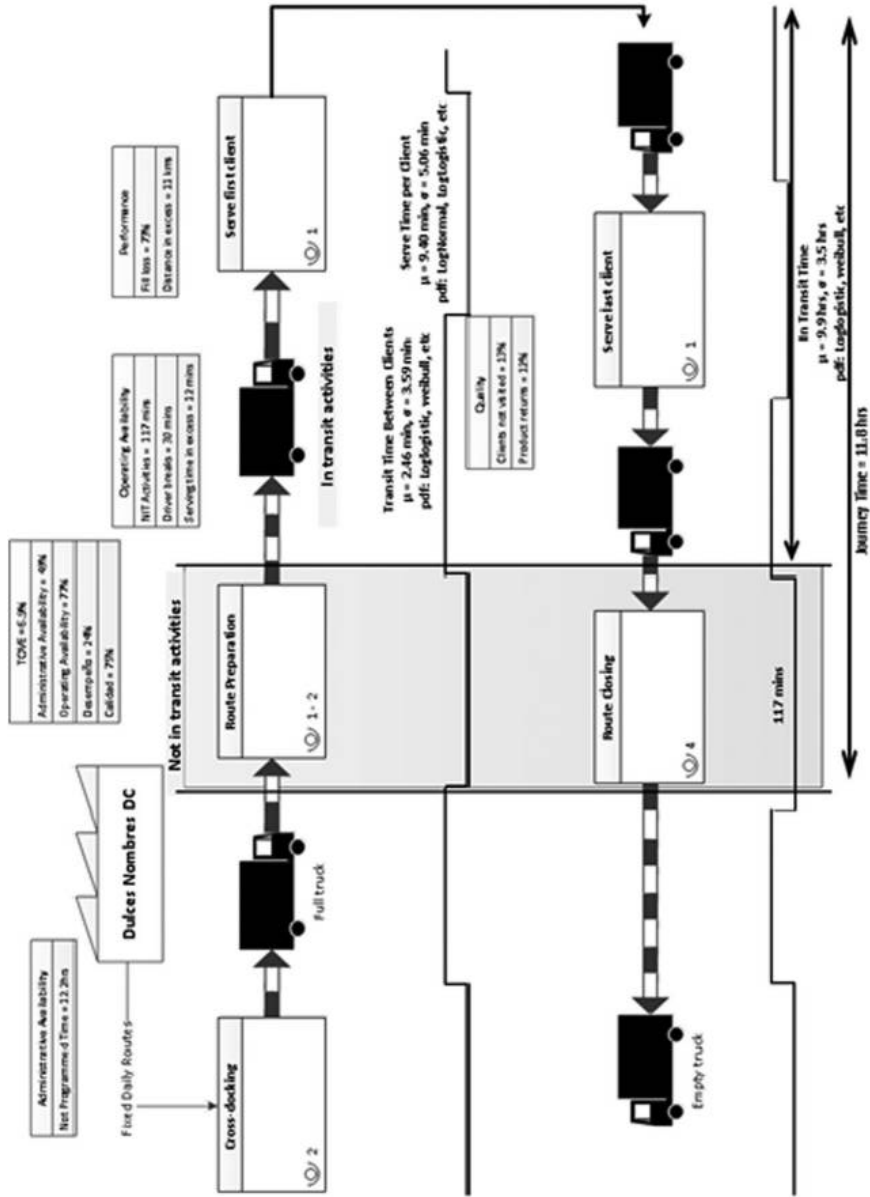 Administrative Availability
Not Programmed Time = 12.2hrs
Fixed Daily Routes
Dulces Nombres DC
TOVE = 6.9%
Administrative Availability = 49%
Operating Availability = 77%
Desempeño = 24%
Calidad = 75%
Operating Availability
NIT Activities = 117 mins
Driver breaks = 30 mins
Serving time in excess = 12 mins
Performance
Fill loss = 77%
Distance in excess = 11 kms
Not in transit activities
Cross-docking
2
Full truck
Route Preparation
1 - 2
In transit activities
Serve first client
1
Transit Time Between Clients
μ = 2.46 min, σ = 3.59 min
pdf: Loglogistic, weibull, etc
Serve Time per Client
μ = 9.40 min, σ = 5.06 min
pdf: LogNormal, LogLogistic, etc
Quality
Clients not visited = 13%
Product returns = 12%
Empty truck
Route Closing
4
Serve last client
1
117 mins
In Transit Time
μ = 9.9 hrs, σ = 3.5 hrs
pdf: Loglogistic, weibull, etc
Journey Time = 11.8 hrs